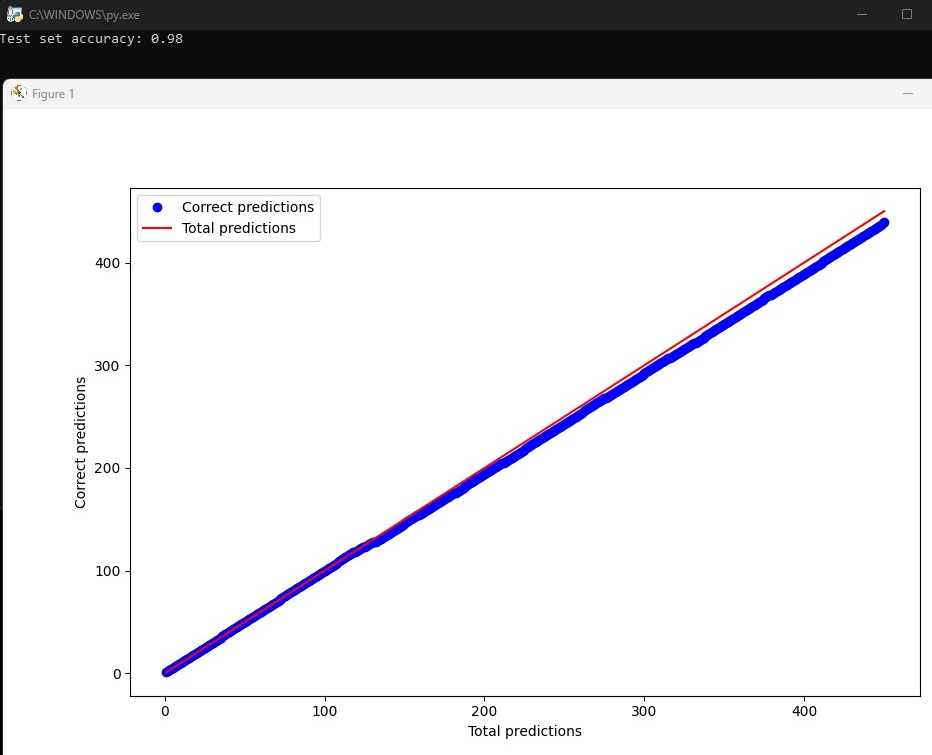 C:\WINDOWS\py.exe
Test set accuracy: 0.98
Figure 1
Correct predictions
Total predictions
400
300
200
100
0
Correct predictions
0 100 200 300 400
Total predictions